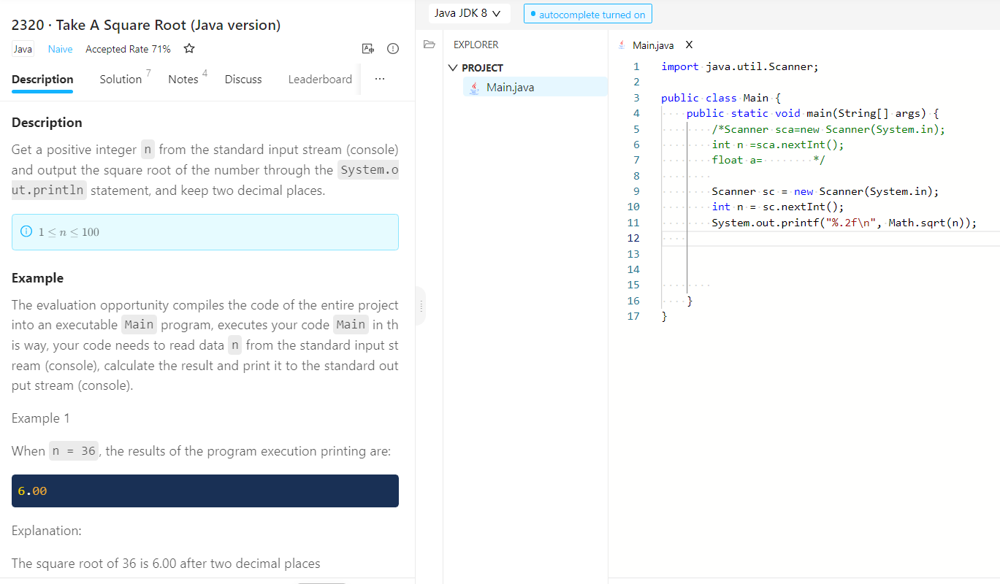 2320 · Take A Square Root (Java version)
Java Naive Accepted Rate 71%
Description Solution 7 Notes 4 Discuss Leaderboard ...
Description
Get a positive integer n from the standard input stream (console)
and output the square root of the number through the System.o
ut.println statement, and keep two decimal places.
1 ≤ n ≤ 100
Example
The evaluation opportunity compiles the code of the entire project
into an executable Main program, executes your code Main in th
is way, your code needs to read data n from the standard input st
ream (console), calculate the result and print it to the standard out
put stream (console).
Example 1
When n = 36, the results of the program execution printing are:
6.00
Explanation:
The square root of 36 is 6.00 after two decimal places
Java JDK 8 autocomplete turned on
EXPLORER
PROJECT
Main.java
Main.java X
1 import java.util.Scanner;
2
3 public class Main {
4 public static void main(String[] args) {
5 /*Scanner sca=new Scanner(System.in);
6 int n =sca.nextInt();
7 float a= */
8
9 Scanner sc = new Scanner(System.in);
10 int n = sc.nextInt();
11 System.out.printf("%.2f\n", Math.sqrt(n));
12
13
14
15
16 }
17 }